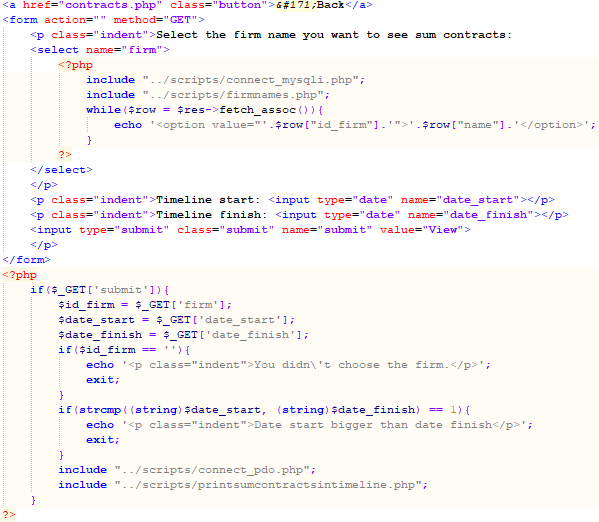 <a href="contracts.php" class="button">&#171;Back</a>
<form action="" method="GET">
    <p class="indent">Select the firm name you want to see sum contracts:
    <select name="firm">
        <?php
            include "../scripts/connect_mysqli.php";
            include "../scripts/firmnames.php";
            while($row = $res->fetch_assoc()){
                echo '<option value="'.$row["id_firm"].'">'.$row["name"].'</option>';
            }
        ?>
    </select>
    </p>
    <p class="indent">Timeline start: <input type="date" name="date_start"></p>
    <p class="indent">Timeline finish: <input type="date" name="date_finish"></p>
    <input type="submit" class="submit" name="submit" value="View">
    </p>
</form>
<?php
    if($_GET['submit']){
        $id_firm = $_GET['firm'];
        $date_start = $_GET['date_start'];
        $date_finish = $_GET['date_finish'];
        if($id_firm == ''){
            echo '<p class="indent">You didn\'t choose the firm.</p>';
            exit;
        }
        if(strcmp((string)$date_start, (string)$date_finish) == 1){
            echo '<p class="indent">Date start bigger than date finish</p>';
            exit;
        }
        include "../scripts/connect_pdo.php";
        include "../scripts/printsumcontractsintimeline.php";
    }
?>